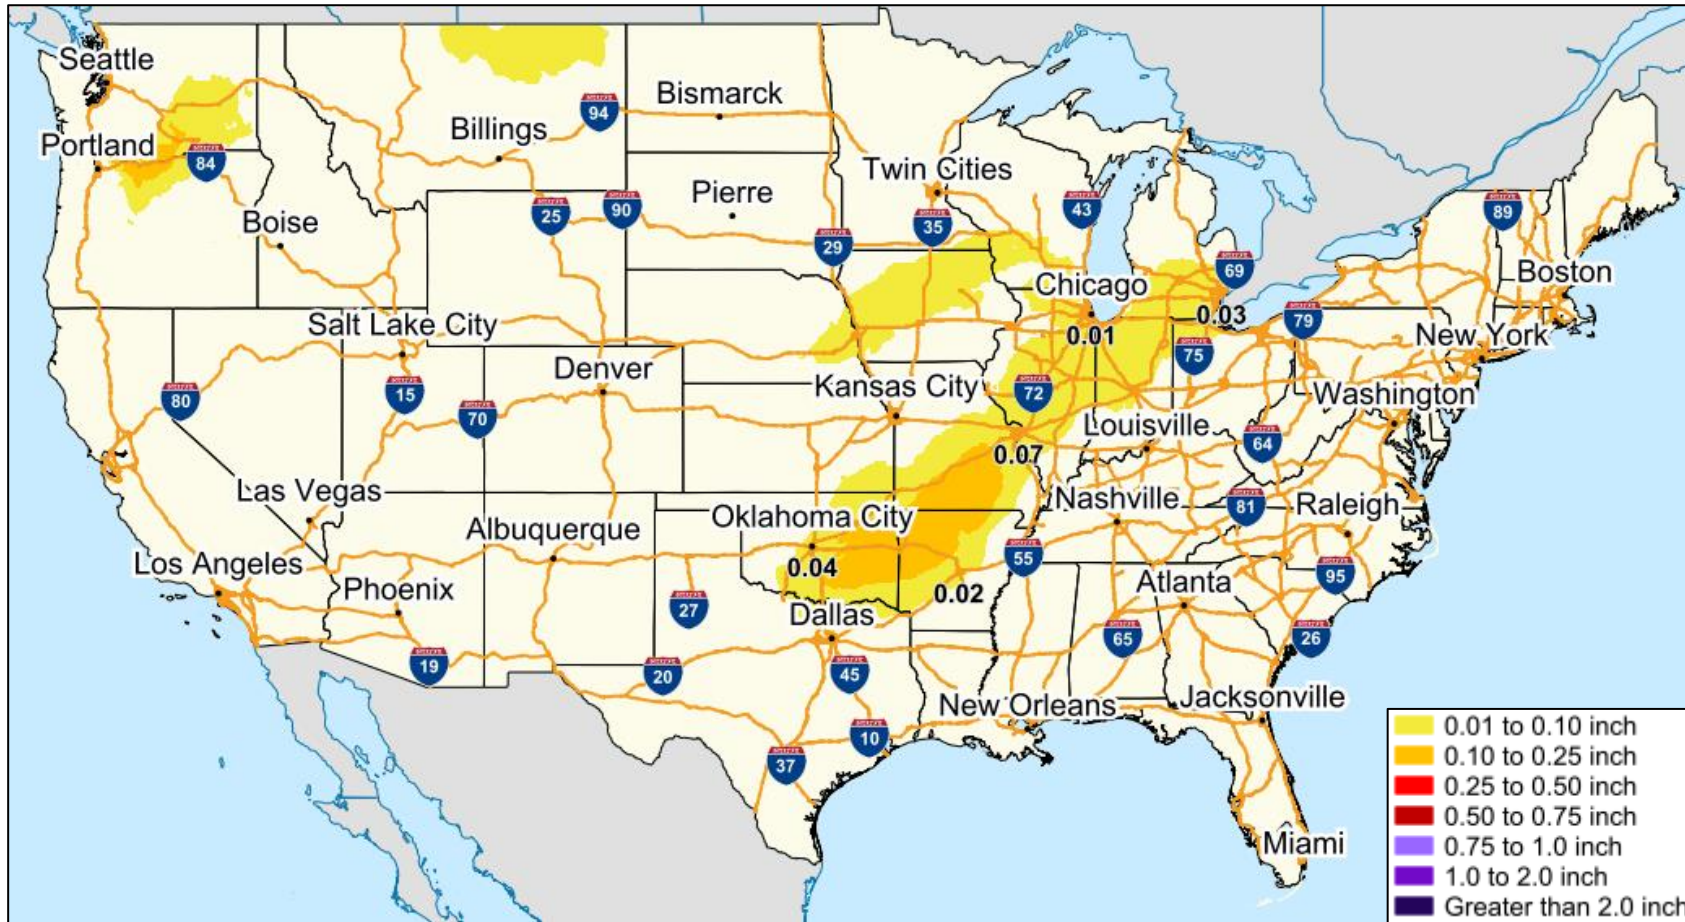 Seattle
Bismarck
94
Billings
Portland
84
Twin Cities
Pierre
25
90
43
35
89
Boise
29
69
Boston
Chicago
0.03
79
Salt Lake City
0.01
New York
75
Denver
Kansas City
80
15
72
Washington
70
Louisville
64
0.07
Las Vegas
Nashville
81
Raleigh
Oklahoma City
Albuquerque
55
Los Angeles
0.04
95
Phoenix
Atlanta
0.02
27
Dallas
65
26
19
20
45
Jacksonville
New Orleans
10
37
Miami
0.01 to 0.10 inch
0.10 to 0.25 inch
0.25 to 0.50 inch
0.50 to 0.75 inch
0.75 to 1.0 inch
1.0 to 2.0 inch
Greater than 2.0 inch